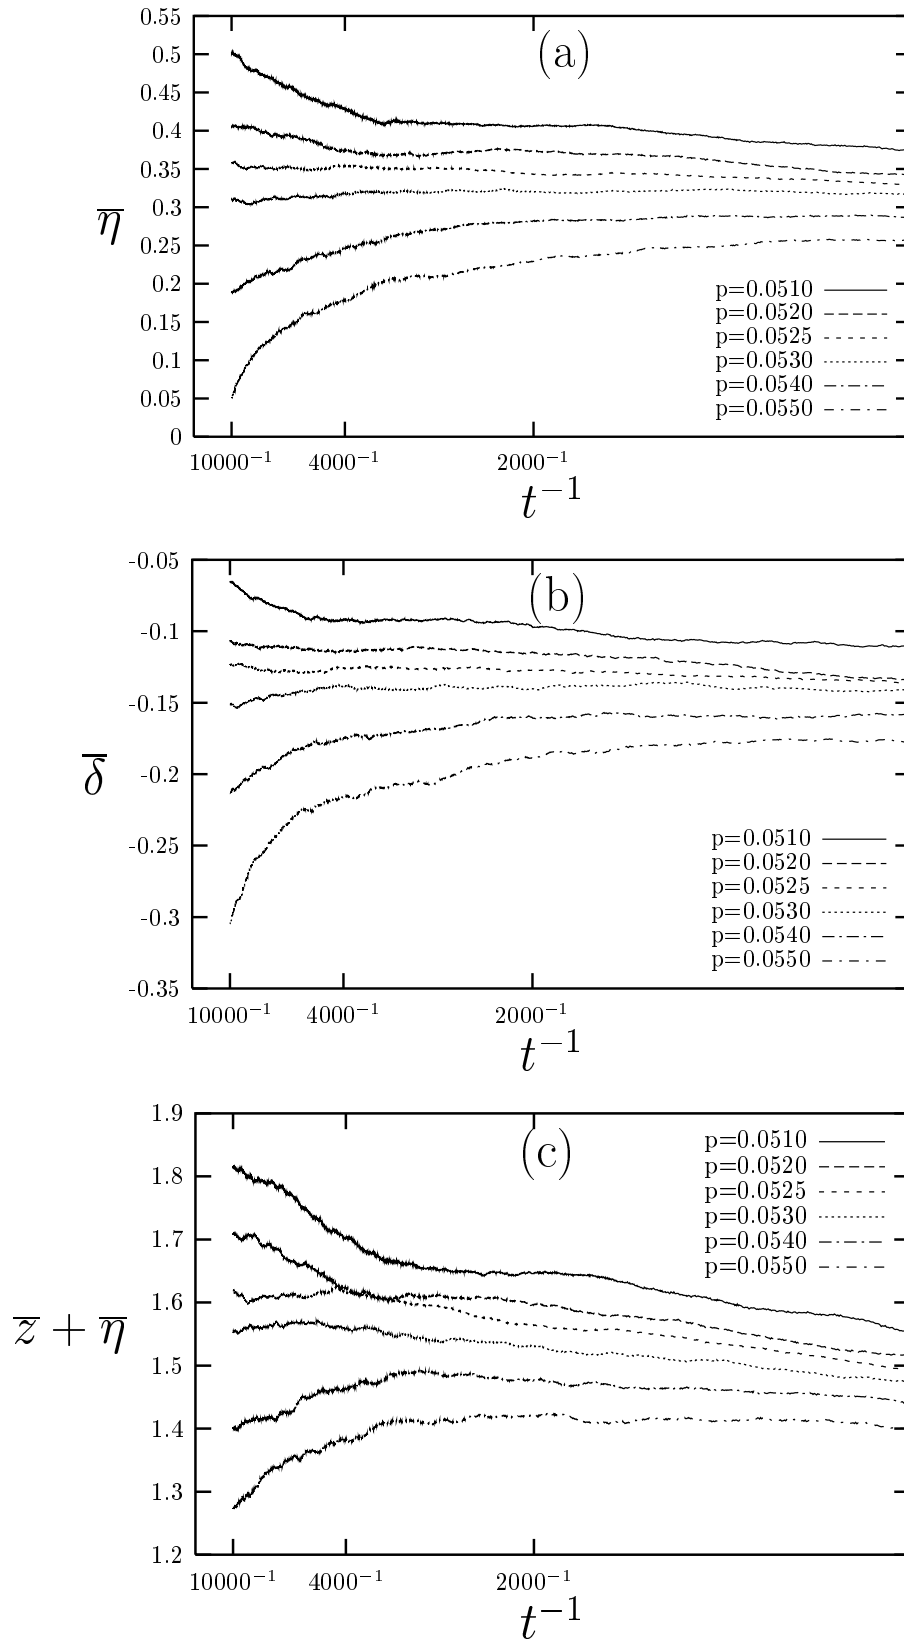 0.55
(a)
0.5
0.45
0.4
0.35
0.3
η̅
0.25
0.2
p=0.0510
0.15
p=0.0520
p=0.0525
0.1
p=0.0530
p=0.0540
0.05
p=0.0550
0
10000⁻¹ 4000⁻¹ 2000⁻¹
t⁻¹
-0.05
(b)
-0.1
-0.15
δ̅
-0.2
p=0.0510
-0.25
p=0.0520
p=0.0525
-0.3
p=0.0530
p=0.0540
p=0.0550
-0.35
10000⁻¹ 4000⁻¹ 2000⁻¹
t⁻¹
1.9
(c)
p=0.0510
p=0.0520
1.8
p=0.0525
p=0.0530
1.7
p=0.0540
p=0.0550
1.6
z̅ + η̅
1.5
1.4
1.3
1.2
10000⁻¹ 4000⁻¹ 2000⁻¹
t⁻¹